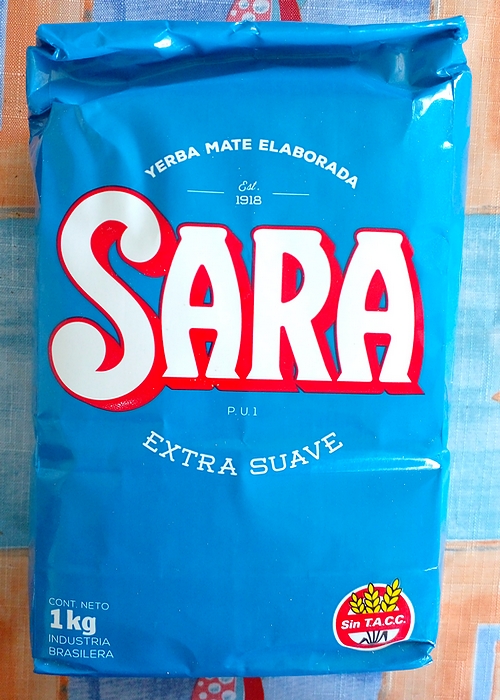 YERBA MATE ELABORADA
Est.
1918
SARA
P.U.1
EXTRA SUAVE
CONT. NETO
1kg
INDUSTRIA
BRASILERA
Sin T.A.C.C.